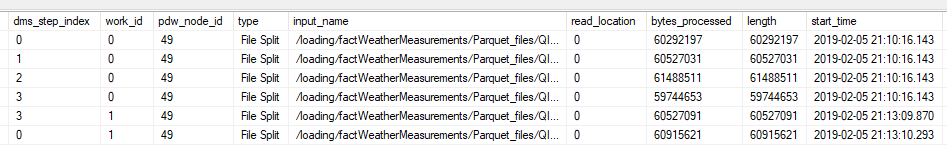 dms_step_index work_id pdw_node_id type input_name read_location bytes_processed length start_time
0 0 49 File Split /loading/factWeatherMeasurements/Parquet_files/QI... 0 60292197 60292197 2019-02-05 21:10:16.143
1 0 49 File Split /loading/factWeatherMeasurements/Parquet_files/QI... 0 60527031 60527031 2019-02-05 21:10:16.143
2 0 49 File Split /loading/factWeatherMeasurements/Parquet_files/QI... 0 61488511 61488511 2019-02-05 21:10:16.143
3 0 49 File Split /loading/factWeatherMeasurements/Parquet_files/QI... 0 59744653 59744653 2019-02-05 21:10:16.143
3 1 49 File Split /loading/factWeatherMeasurements/Parquet_files/QI... 0 60527091 60527091 2019-02-05 21:13:09.870
0 1 49 File Split /loading/factWeatherMeasurements/Parquet_files/QI... 0 60915621 60915621 2019-02-05 21:13:10.293